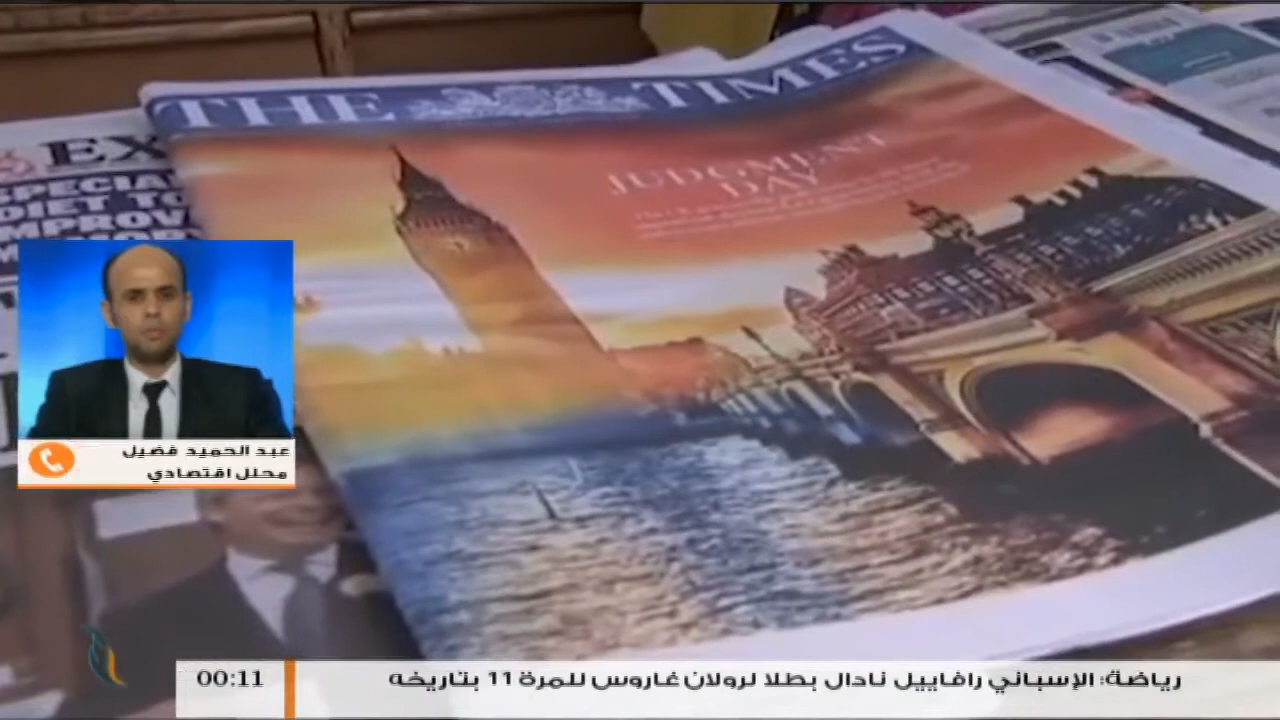 THE TIMES
JUDGMENT
DAY
EX
SPECIAL
DIET TO
IMPROV
عبد الحميد فضيل
محلل اقتصادي
00:11
رياضة: الإسباني رافاييل نادال بطلا لرولان غاروس للمرة 11 بتاريخه